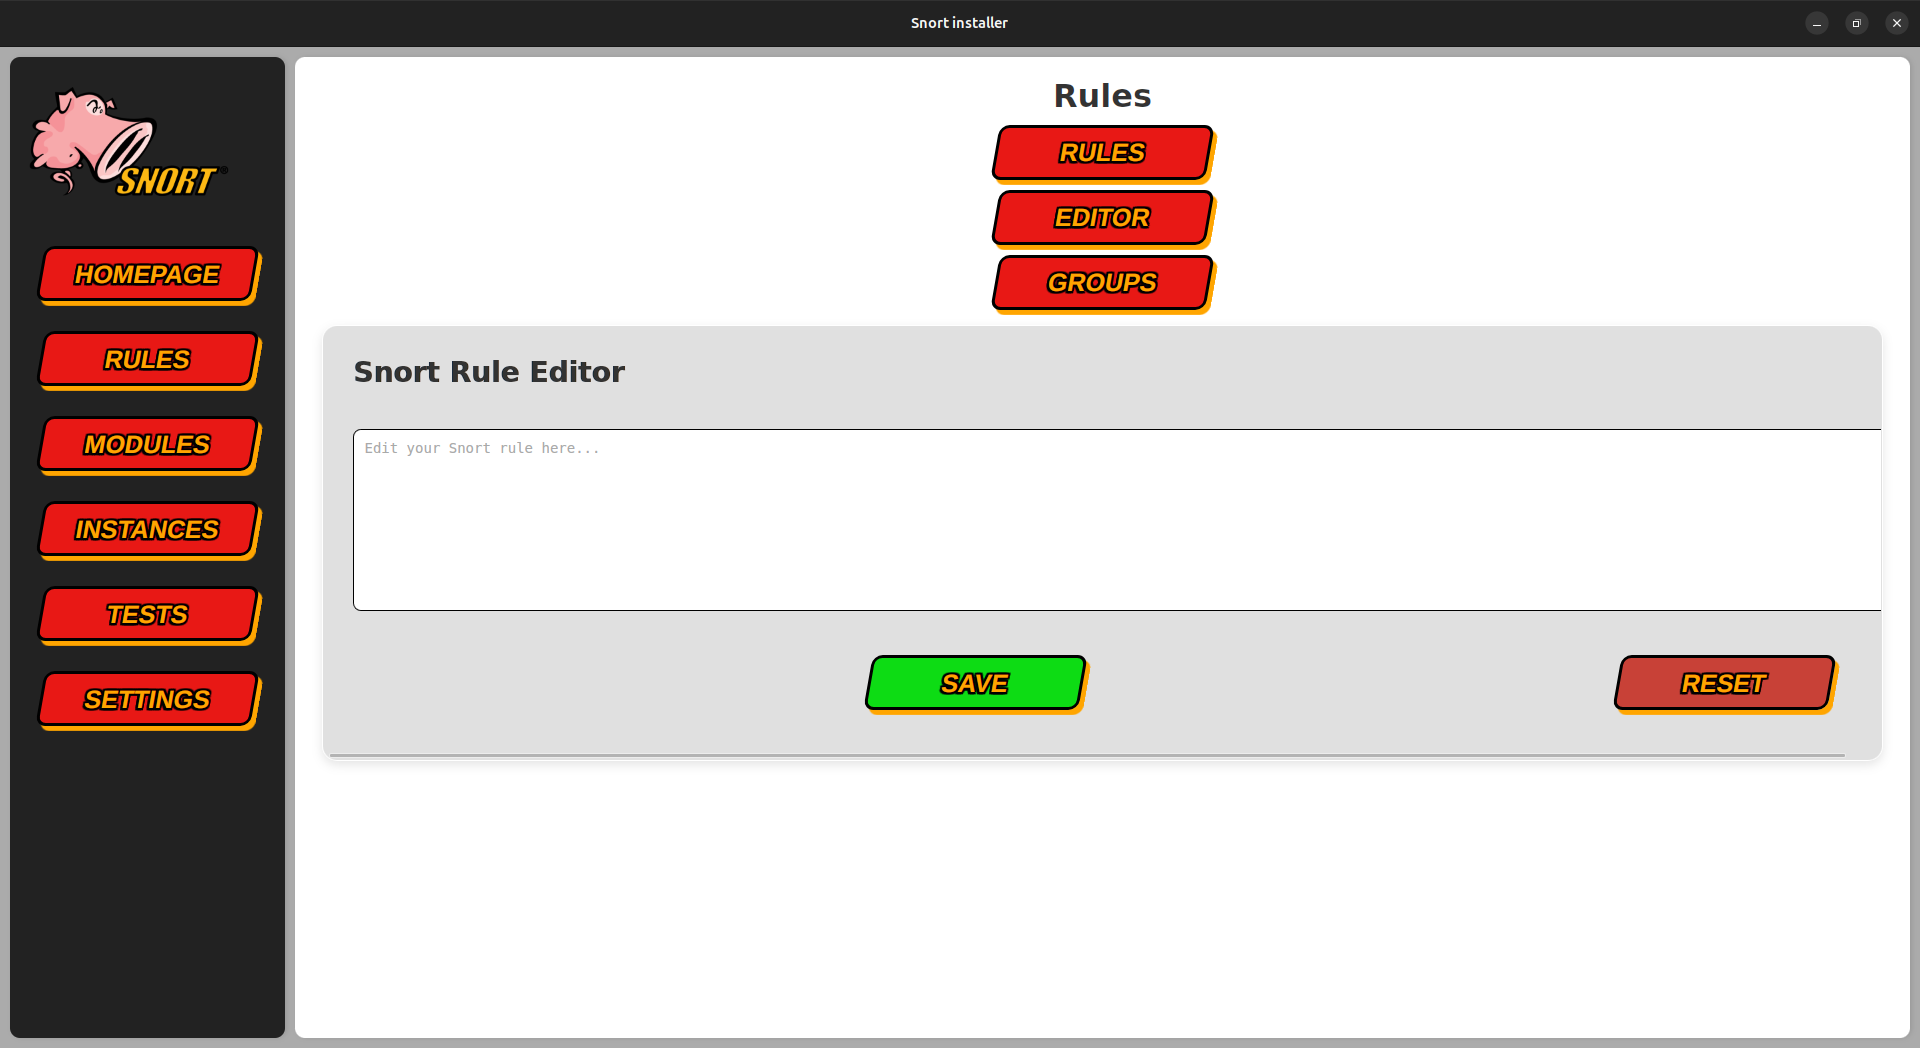 Snort installer
SNORT®
HOMEPAGE
RULES
MODULES
INSTANCES
TESTS
SETTINGS
Rules
RULES
EDITOR
GROUPS
Snort Rule Editor
Edit your Snort rule here...
SAVE
RESET